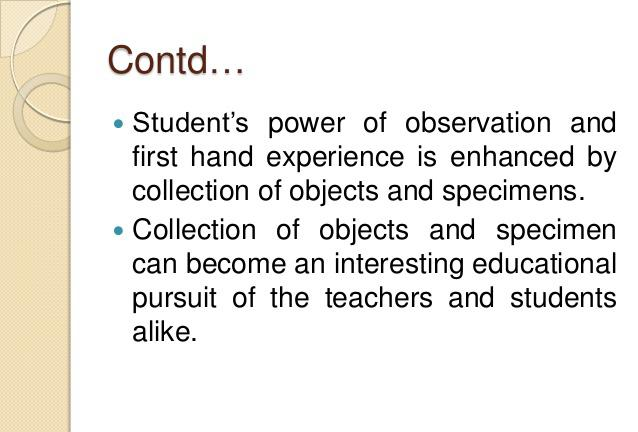 Contd…
• Student’s power of observation and
first hand experience is enhanced by
collection of objects and specimens.
• Collection of objects and specimen
can become an interesting educational
pursuit of the teachers and students
alike.